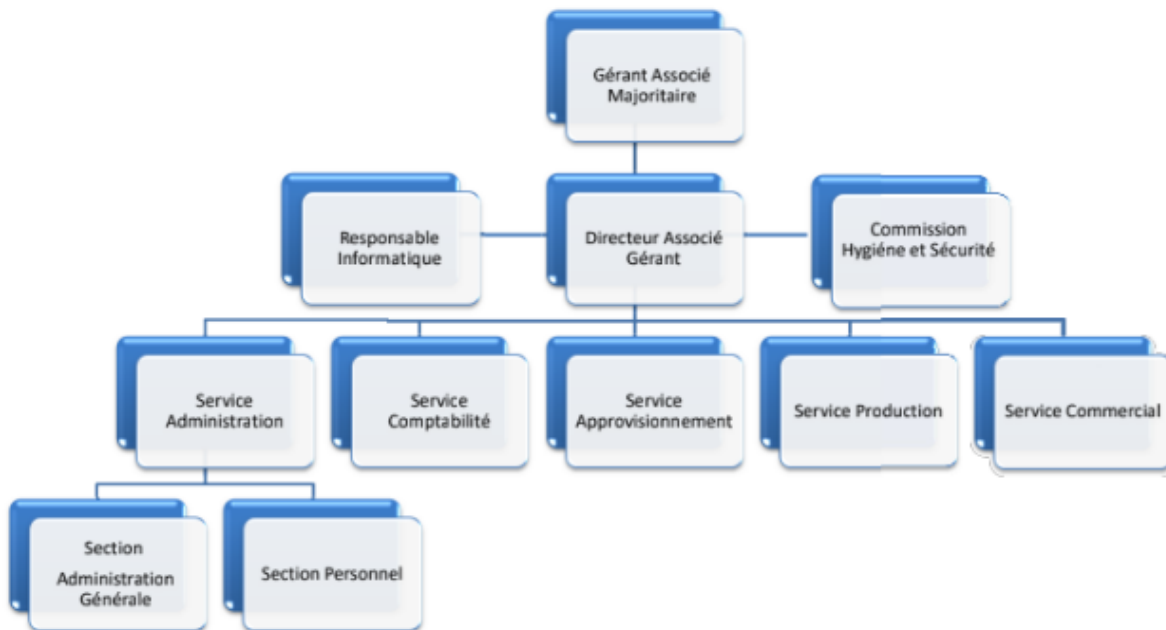 Gérant Associé
Majoritaire
Responsable
Informatique
Directeur Associé
Gérant
Commission
Hygiéne et Sécurité
Service
Administration
Service
Comptabilité
Service
Approvisionnement
Service Production
Service Commercial
Section
Administration
Générale
Section Personnel